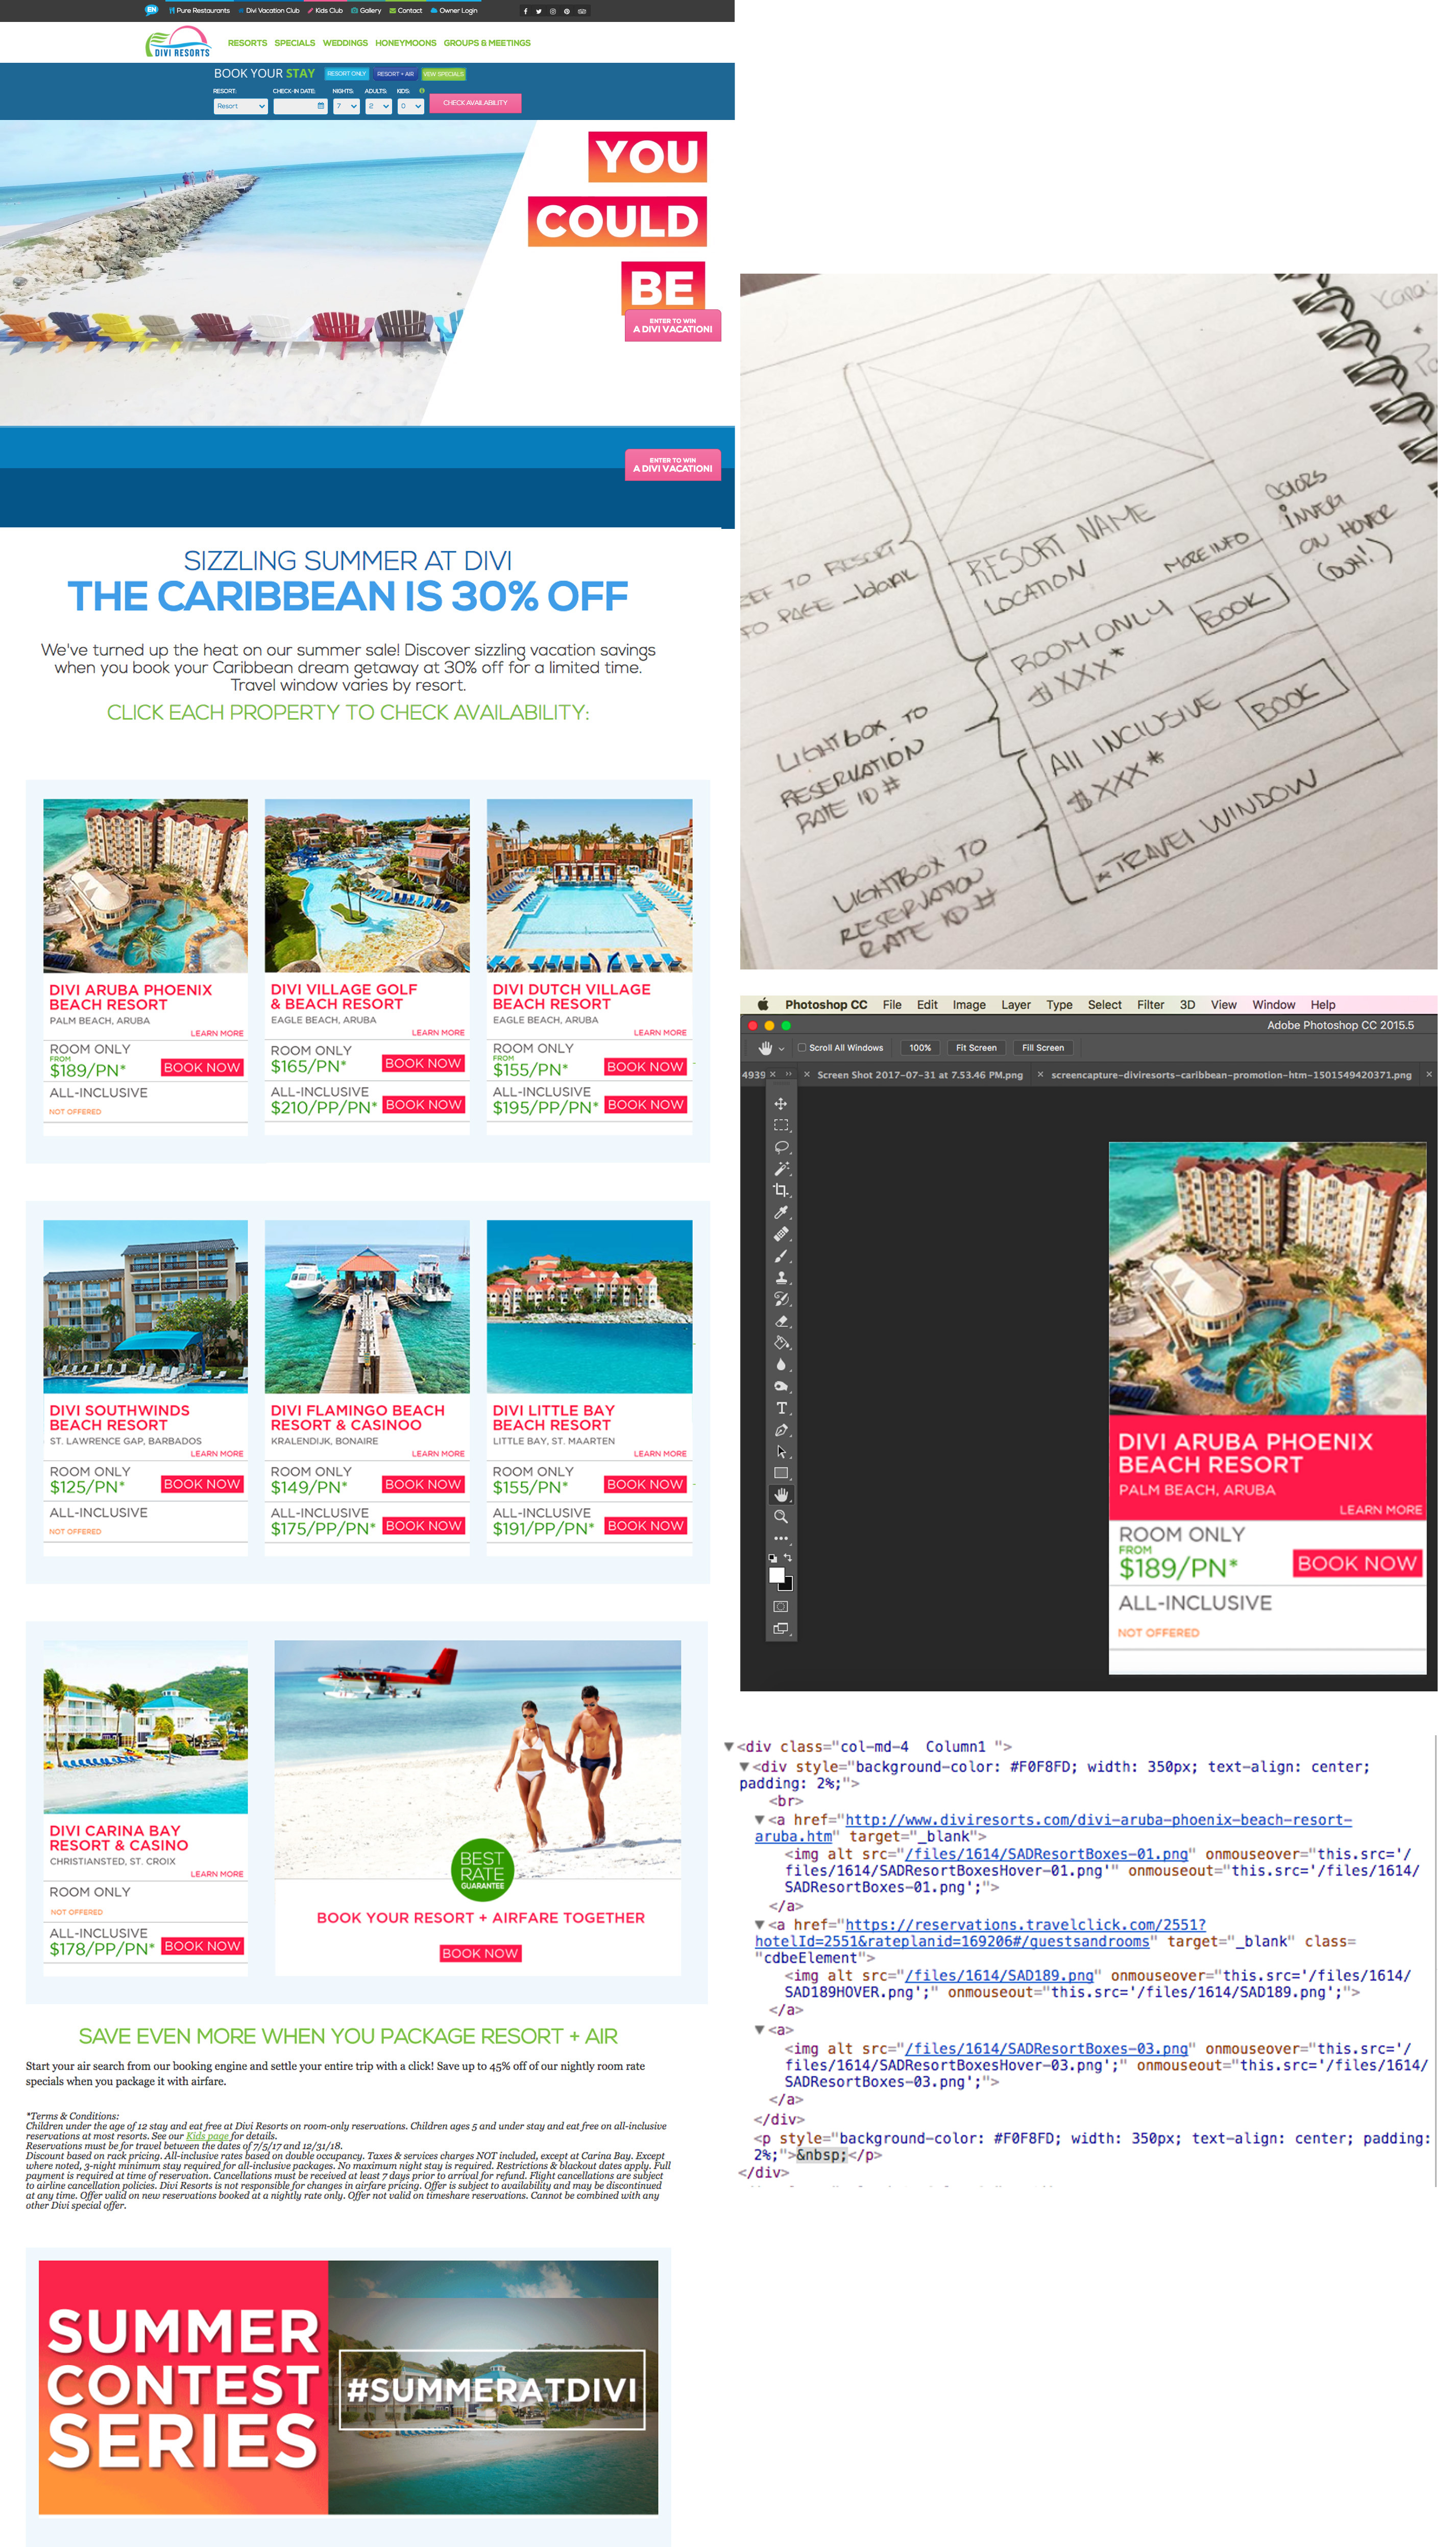 EN Pure Restaurants Divi Vacation Club Kids Club Gallery Contact Owner Login
DIVI RESORTS
RESORTS SPECIALS WEDDINGS HONEYMOONS GROUPS & MEETINGS
BOOK YOUR STAY RESORT ONLY RESORT + AIR VIEW SPECIALS
RESORT: CHECK-IN DATE: NIGHTS: ADULTS: KIDS:
Resort 7 2 0 CHECK AVAILABILITY
YOU
COULD
BE
ENTER TO WIN
A DIVI VACATION!
ENTER TO WIN
A DIVI VACATION!
SIZZLING SUMMER AT DIVI
THE CARIBBEAN IS 30% OFF
We've turned up the heat on our summer sale! Discover sizzling vacation savings
when you book your Caribbean dream getaway at 30% off for a limited time.
Travel window varies by resort.
CLICK EACH PROPERTY TO CHECK AVAILABILITY:
DIVI ARUBA PHOENIX
BEACH RESORT
PALM BEACH, ARUBA
LEARN MORE
ROOM ONLY
FROM
$189/PN* BOOK NOW
ALL-INCLUSIVE
NOT OFFERED
DIVI VILLAGE GOLF
& BEACH RESORT
EAGLE BEACH, ARUBA
LEARN MORE
ROOM ONLY
$165/PN* BOOK NOW
ALL-INCLUSIVE
$210/PP/PN* BOOK NOW
DIVI DUTCH VILLAGE
BEACH RESORT
EAGLE BEACH, ARUBA
LEARN MORE
ROOM ONLY
FROM
$155/PN* BOOK NOW
ALL-INCLUSIVE
$195/PP/PN* BOOK NOW
DIVI SOUTHWINDS
BEACH RESORT
ST. LAWRENCE GAP, BARBADOS
LEARN MORE
ROOM ONLY
$125/PN* BOOK NOW
ALL-INCLUSIVE
NOT OFFERED
DIVI FLAMINGO BEACH
RESORT & CASINOO
KRALENDIJK, BONAIRE
LEARN MORE
ROOM ONLY
$149/PN* BOOK NOW
ALL-INCLUSIVE
$175/PP/PN* BOOK NOW
DIVI LITTLE BAY
BEACH RESORT
LITTLE BAY, ST. MAARTEN
LEARN MORE
ROOM ONLY
$155/PN* BOOK NOW
ALL-INCLUSIVE
$191/PP/PN* BOOK NOW
DIVI CARINA BAY
RESORT & CASINO
CHRISTIANSTED, ST. CROIX
LEARN MORE
ROOM ONLY
NOT OFFERED
ALL-INCLUSIVE
$178/PP/PN* BOOK NOW
BEST
RATE
GUARANTEE
BOOK YOUR RESORT + AIRFARE TOGETHER
BOOK NOW
SAVE EVEN MORE WHEN YOU PACKAGE RESORT + AIR
Start your air search from our booking engine and settle your entire trip with a click! Save up to 45% off of our nightly room rate
specials when you package it with airfare.
*Terms & Conditions:
Children under the age of 12 stay and eat free at Divi Resorts on room-only reservations. Children ages 5 and under stay and eat free on all-inclusive
reservations at most resorts. See our Kids page for details.
Reservations must be for travel between the dates of 7/5/17 and 12/31/18.
Discount based on rack pricing. All-inclusive rates based on double occupancy. Taxes & services charges NOT included, except at Carina Bay. Except
where noted, 3-night minimum stay required for all-inclusive packages. No maximum night stay is required. Restrictions & blackout dates apply. Full
payment is required at time of reservation. Cancellations must be received at least 7 days prior to arrival for refund. Flight cancellations are subject
to airline cancellation policies. Divi Resorts is not responsible for changes in airfare pricing. Offer is subject to availability and may be discontinued
at any time. Offer valid on new reservations booked at a nightly rate only. Offer not valid on timeshare reservations. Cannot be combined with any
other Divi special offer.
SUMMER
CONTEST
SERIES
#SUMMERATDIVI
RESORT NAME
LOCATION
MORE INFO
ROOM ONLY BOOK
$XXX*
All INCLUSIVE BOOK
$XXX*
*TRAVEL WINDOW
COLORS
INVERT
ON HOVER
(DUH!)
TO RESORT
PAGE _blank
LIGHTBOX TO
RESERVATION
RATE ID #
LIGHTBOX TO
RESERVATION
RATE ID #
Photoshop CC File Edit Image Layer Type Select Filter 3D View Window Help
Adobe Photoshop CC 2015.5
Scroll All Windows 100% Fit Screen Fill Screen
4939 Screen Shot 2017-07-31 at 7.53.46 PM.png screencapture-diviresorts-caribbean-promotion-htm-1501549420371.png
DIVI ARUBA PHOENIX
BEACH RESORT
PALM BEACH, ARUBA
LEARN MORE
ROOM ONLY
FROM
$189/PN* BOOK NOW
ALL-INCLUSIVE
NOT OFFERED
<div class="col-md-4  Column1 ">
<div style="background-color: #F0F8FD; width: 350px; text-align: center;
padding: 2%;">
<br>
<a href="http://www.diviresorts.com/divi-aruba-phoenix-beach-resort-
aruba.htm" target="_blank">
<img alt src="/files/1614/SADResortBoxes-01.png" onmouseover="this.src='/
files/1614/SADResortBoxesHover-01.png'" onmouseout="this.src='/files/1614/
SADResortBoxes-01.png';">
</a>
<a href="https://reservations.travelclick.com/2551?
hotelId=2551&rateplanid=169206#/guestsandrooms" target="_blank" class=
"cdbeElement">
<img alt src="/files/1614/SAD189.png" onmouseover="this.src='/files/1614/
SAD189HOVER.png';" onmouseout="this.src='/files/1614/SAD189.png';">
</a>
<a>
<img alt src="/files/1614/SADResortBoxes-03.png" onmouseover="this.src='/
files/1614/SADResortBoxesHover-03.png';" onmouseout="this.src='/files/1614/
SADResortBoxes-03.png';">
</a>
</div>
<p style="background-color: #F0F8FD; width: 350px; text-align: center; padding:
2%;">&nbsp;</p>
</div>